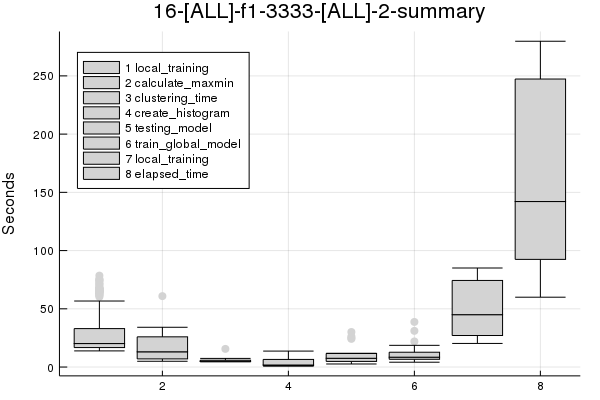 16-[ALL]-f1-3333-[ALL]-2-summary
1 local_training
2 calculate_maxmin
3 clustering_time
4 create_histogram
5 testing_model
6 train_global_model
7 local_training
8 elapsed_time
Seconds
250
200
150
100
50
0
2 4 6 8